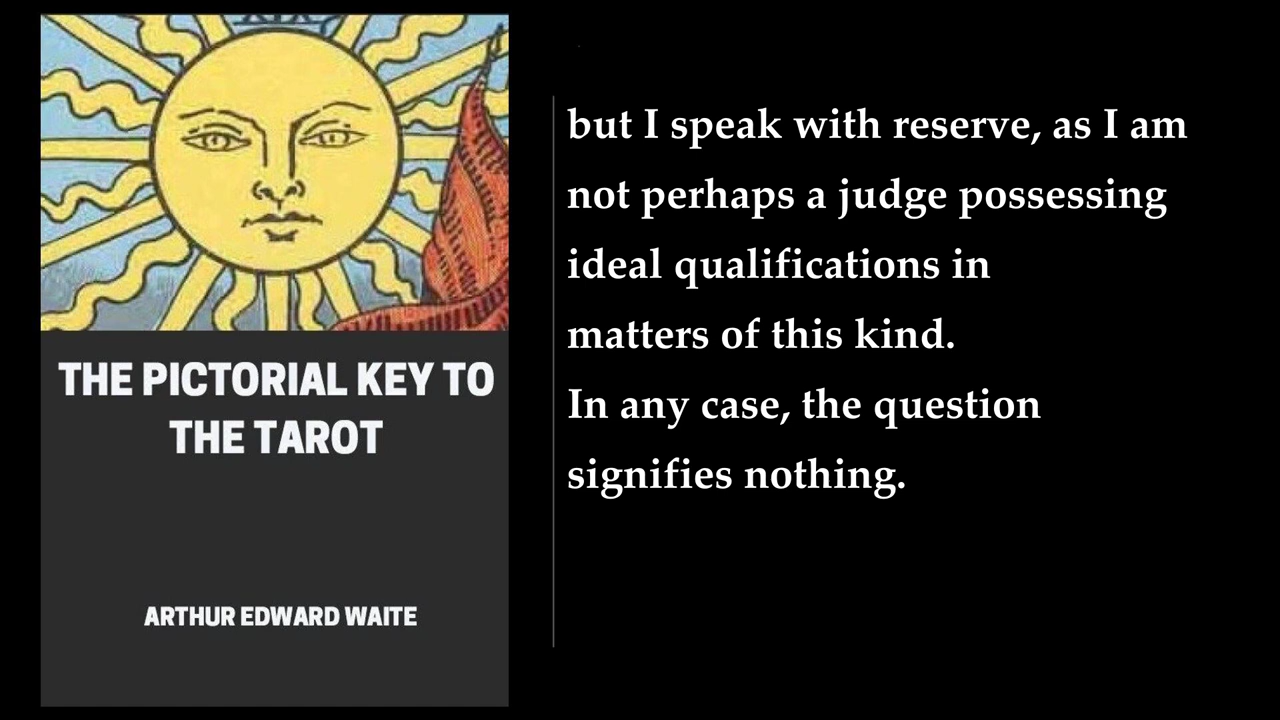 XIX
THE PICTORIAL KEY TO
THE TAROT
ARTHUR EDWARD WAITE
but I speak with reserve, as I am
not perhaps a judge possessing
ideal qualifications in
matters of this kind.
In any case, the question
signifies nothing.